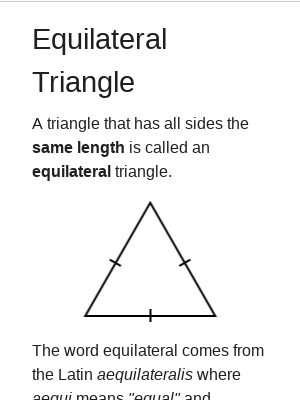 Equilateral
Triangle
A triangle that has all sides the
same length is called an
equilateral triangle.
The word equilateral comes from
the Latin aequilateralis where
aequi means "equal" and